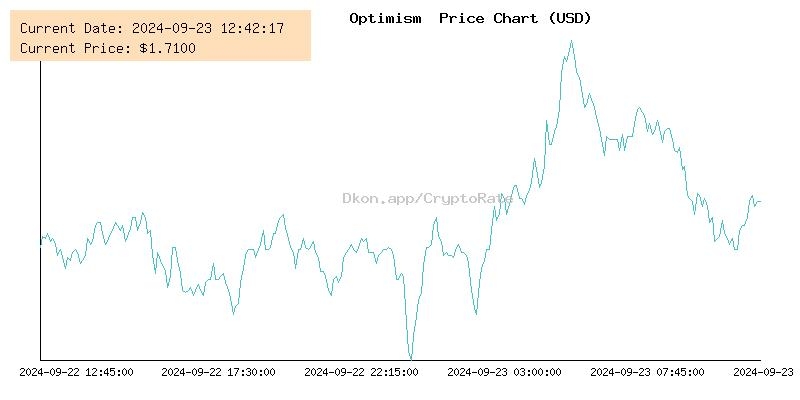 Optimism  Price Chart (USD)
Current Date: 2024-09-23 12:42:17
Current Price: $1.7100
Dkon.app/CryptoRate
2024-09-22 12:45:00 2024-09-22 17:30:00 2024-09-22 22:15:00 2024-09-23 03:00:00 2024-09-23 07:45:00 2024-09-23